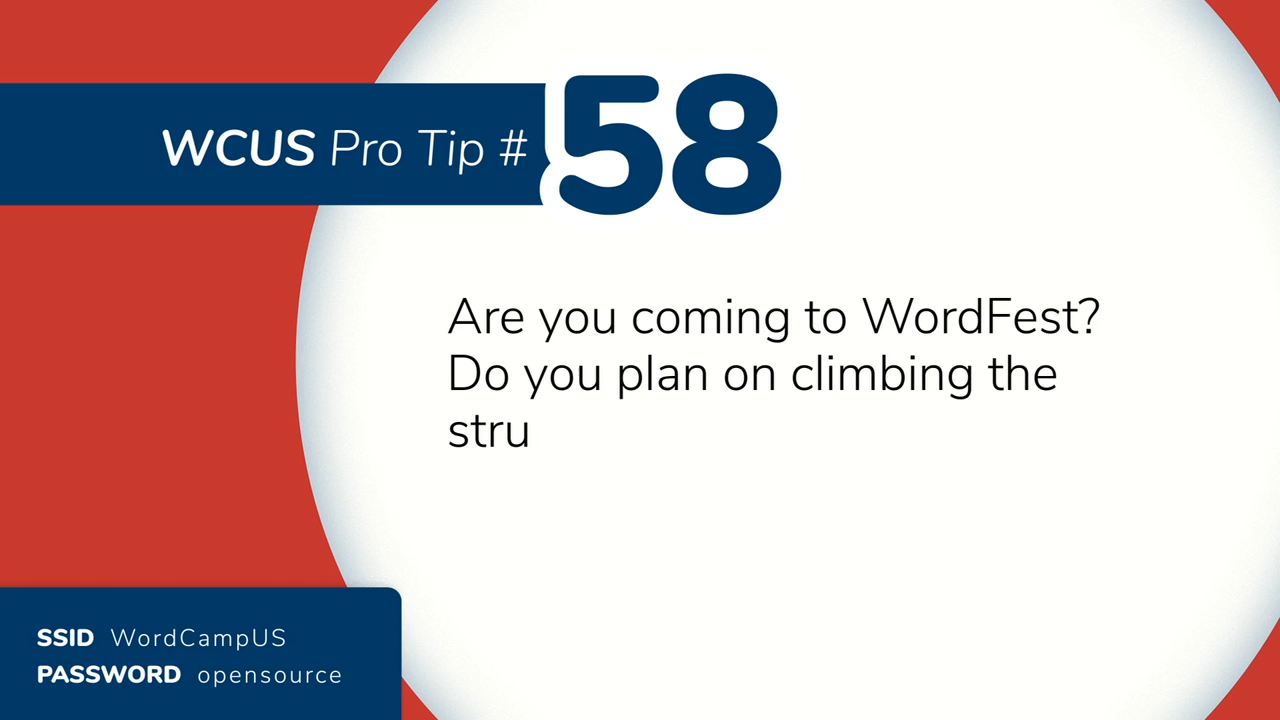 WCUS Pro Tip #58
Are you coming to WordFest?
Do you plan on climbing the
stru
SSID WordCampUS
PASSWORD opensource